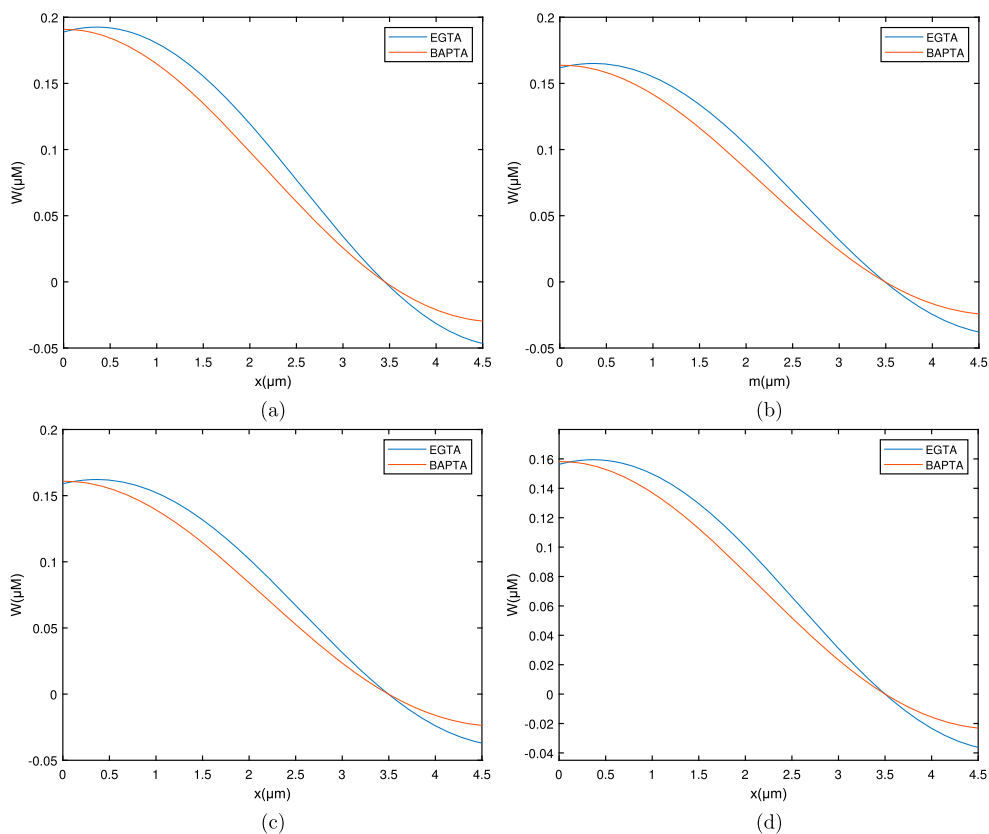 0.2
0.15
0.1
0.05
0
-0.05
W(µM)
EGTA
BAPTA
0 0.5 1 1.5 2 2.5 3 3.5 4 4.5
x(µm)
(a)
0.2
0.15
0.1
0.05
0
-0.05
W(µM)
EGTA
BAPTA
0 0.5 1 1.5 2 2.5 3 3.5 4 4.5
m(µm)
(b)
0.2
0.15
0.1
0.05
0
-0.05
W(µM)
EGTA
BAPTA
0 0.5 1 1.5 2 2.5 3 3.5 4 4.5
x(µm)
(c)
0.16
0.14
0.12
0.1
0.08
0.06
0.04
0.02
0
-0.02
-0.04
W(µM)
EGTA
BAPTA
0 0.5 1 1.5 2 2.5 3 3.5 4 4.5
x(µm)
(d)